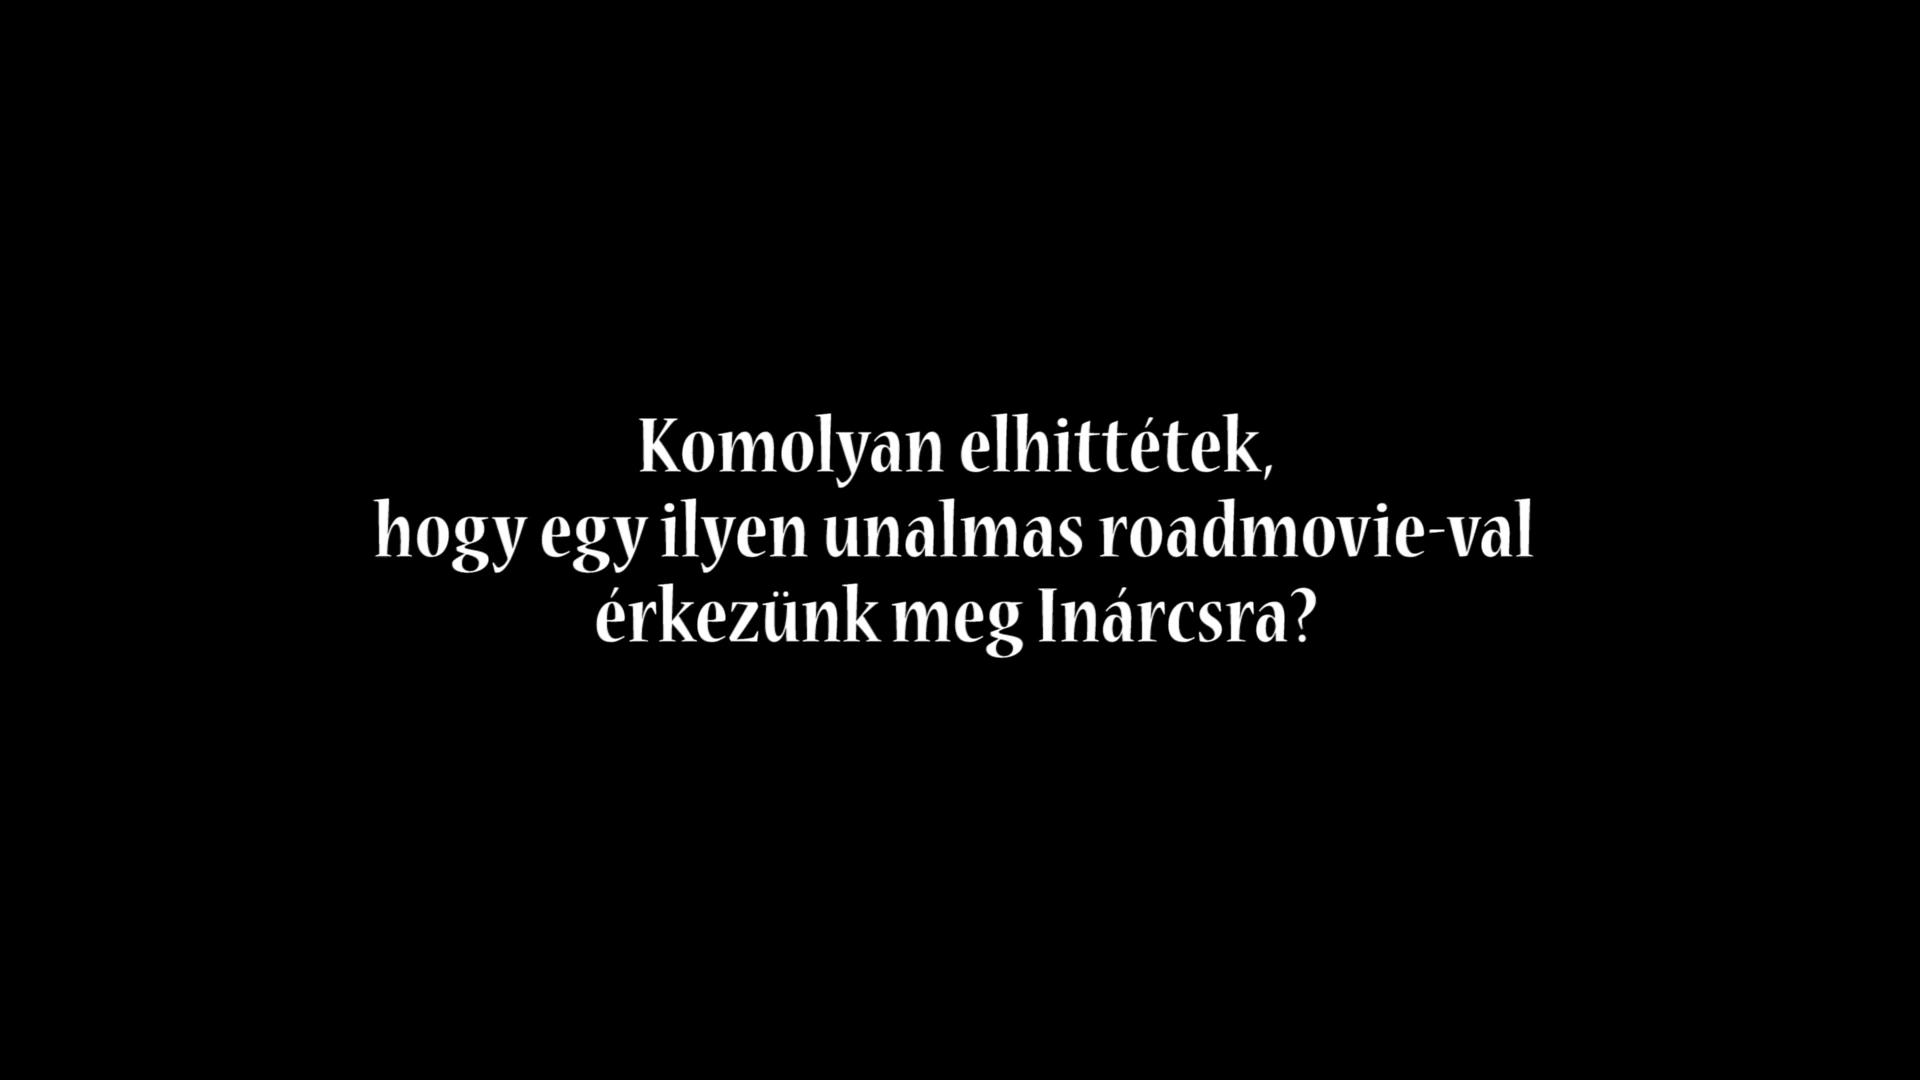 Komolyan elhittétek,
hogy egy ilyen unalmas roadmovie-val
érkezünk meg Inárcsra?